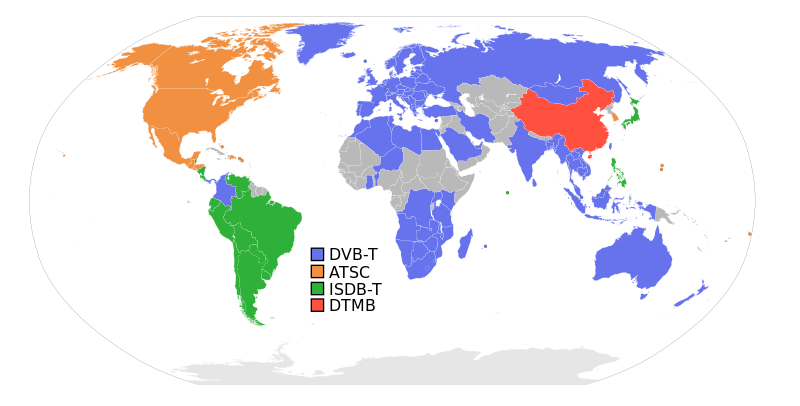 DVB-T
ATSC
ISDB-T
DTMB